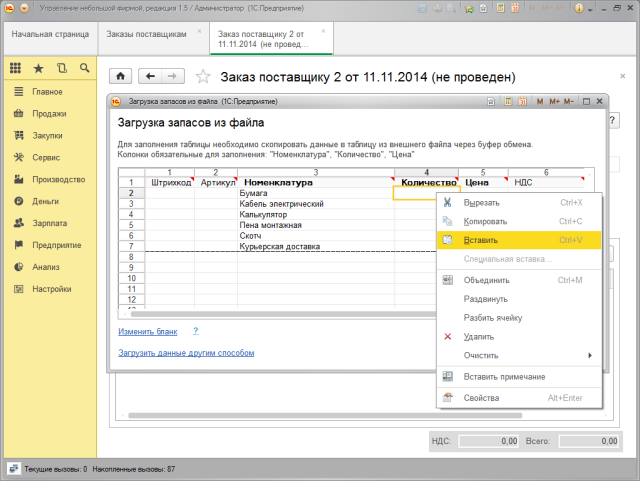 Управление небольшой фирмой, редакция 1.5 / Администратор (1С:Предприятие)
M M+ M-
Начальная страница
Заказы поставщикам ×
Заказ поставщику 2 от 11.11.2014 (не провед... ×
Главное
Продажи
Закупки
Сервис
Производство
Деньги
Зарплата
Предприятие
Анализ
Настройки
Заказ поставщику 2 от 11.11.2014 (не проведен)
Загрузка запасов из файла (1С:Предприятие)
M M+ M-
Загрузка запасов из файла
Для заполнения таблицы необходимо скопировать данные в таблицу из внешнего файла через буфер обмена.
Колонки обязательные для заполнения: "Номенклатура", "Количество", "Цена"
1 2 3 4 5 6
1 Штрихкод Артикул Номенклатура Количество Цена НДС
2 Бумага
3 Кабель электрический
4 Калькулятор
5 Пена монтажная
6 Скотч
7 Курьерская доставка
8
9
10
11
12
13
Вырезать Ctrl+X
Копировать Ctrl+C
Вставить Ctrl+V
Специальная вставка...
Объединить Ctrl+M
Раздвинуть
Разбить ячейку
Удалить
Очистить
Вставить примечание
Свойства Alt+Enter
Изменить бланк ?
Загрузить данные другим способом
?
НДС: 0,00 Всего: 0,00
Текущие вызовы: 0 Накопленные вызовы: 87